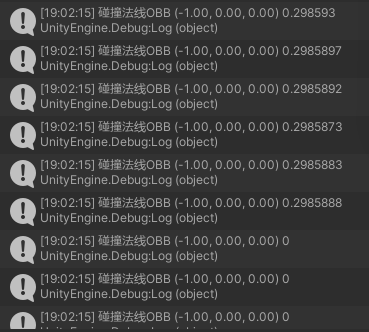 [19:02:15] 碰撞法线OBB (-1.00, 0.00, 0.00) 0.298593
UnityEngine.Debug:Log (object)
[19:02:15] 碰撞法线OBB (-1.00, 0.00, 0.00) 0.2985897
UnityEngine.Debug:Log (object)
[19:02:15] 碰撞法线OBB (-1.00, 0.00, 0.00) 0.2985892
UnityEngine.Debug:Log (object)
[19:02:15] 碰撞法线OBB (-1.00, 0.00, 0.00) 0.2985873
UnityEngine.Debug:Log (object)
[19:02:15] 碰撞法线OBB (-1.00, 0.00, 0.00) 0.2985883
UnityEngine.Debug:Log (object)
[19:02:15] 碰撞法线OBB (-1.00, 0.00, 0.00) 0.2985888
UnityEngine.Debug:Log (object)
[19:02:15] 碰撞法线OBB (-1.00, 0.00, 0.00) 0
UnityEngine.Debug:Log (object)
[19:02:15] 碰撞法线OBB (-1.00, 0.00, 0.00) 0
UnityEngine.Debug:Log (object)
[19:02:15] 碰撞法线OBB (-1.00, 0.00, 0.00) 0